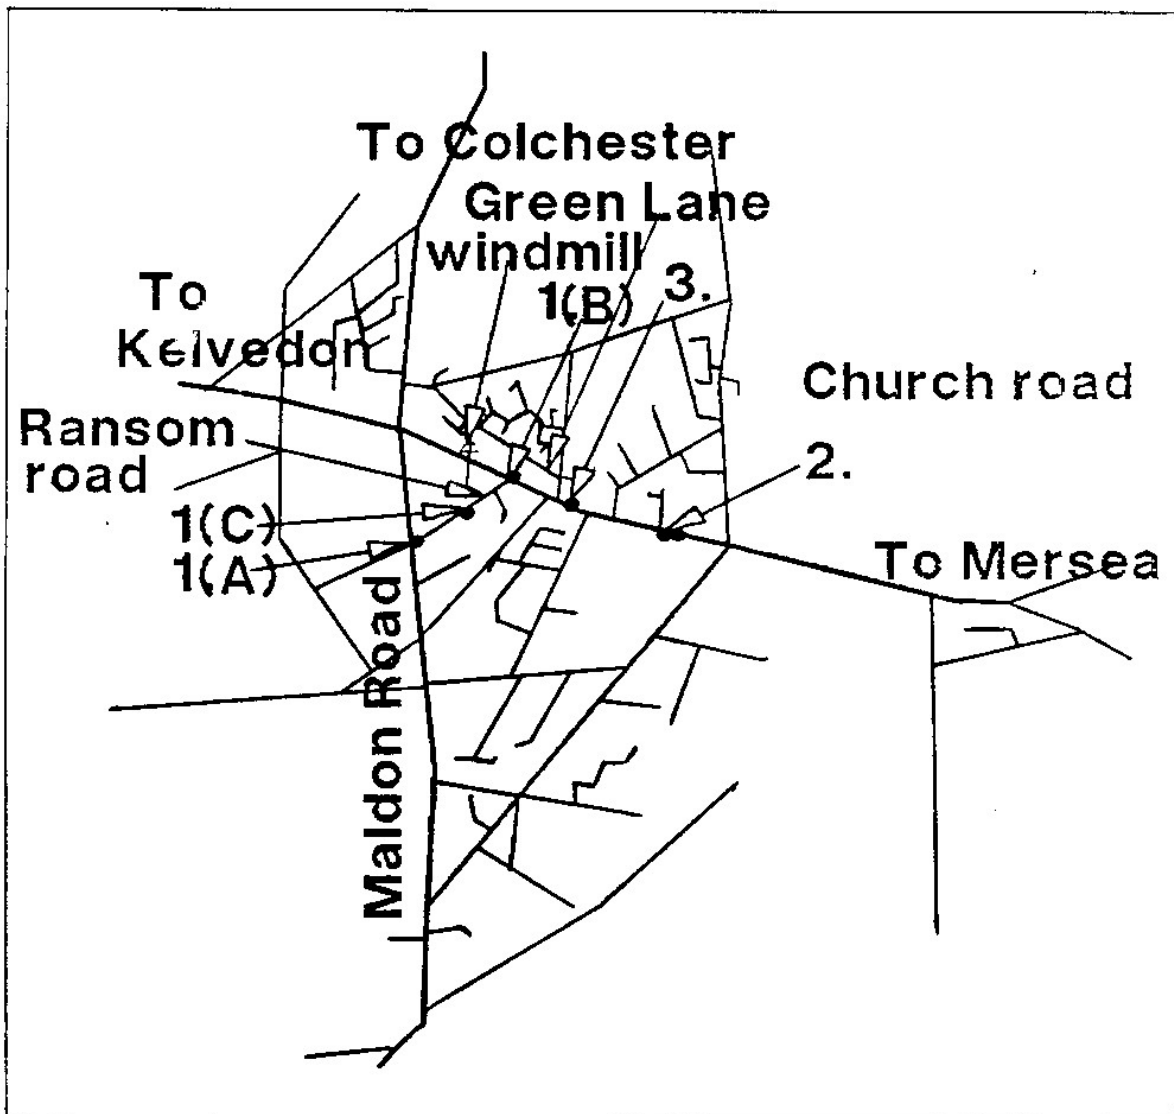 To Colchester
Green Lane
windmill
To
Kelvedon
1(B)
3.
Church road
Ransom
road
2.
1(C)
1(A)
To Mersea
Maldon Road